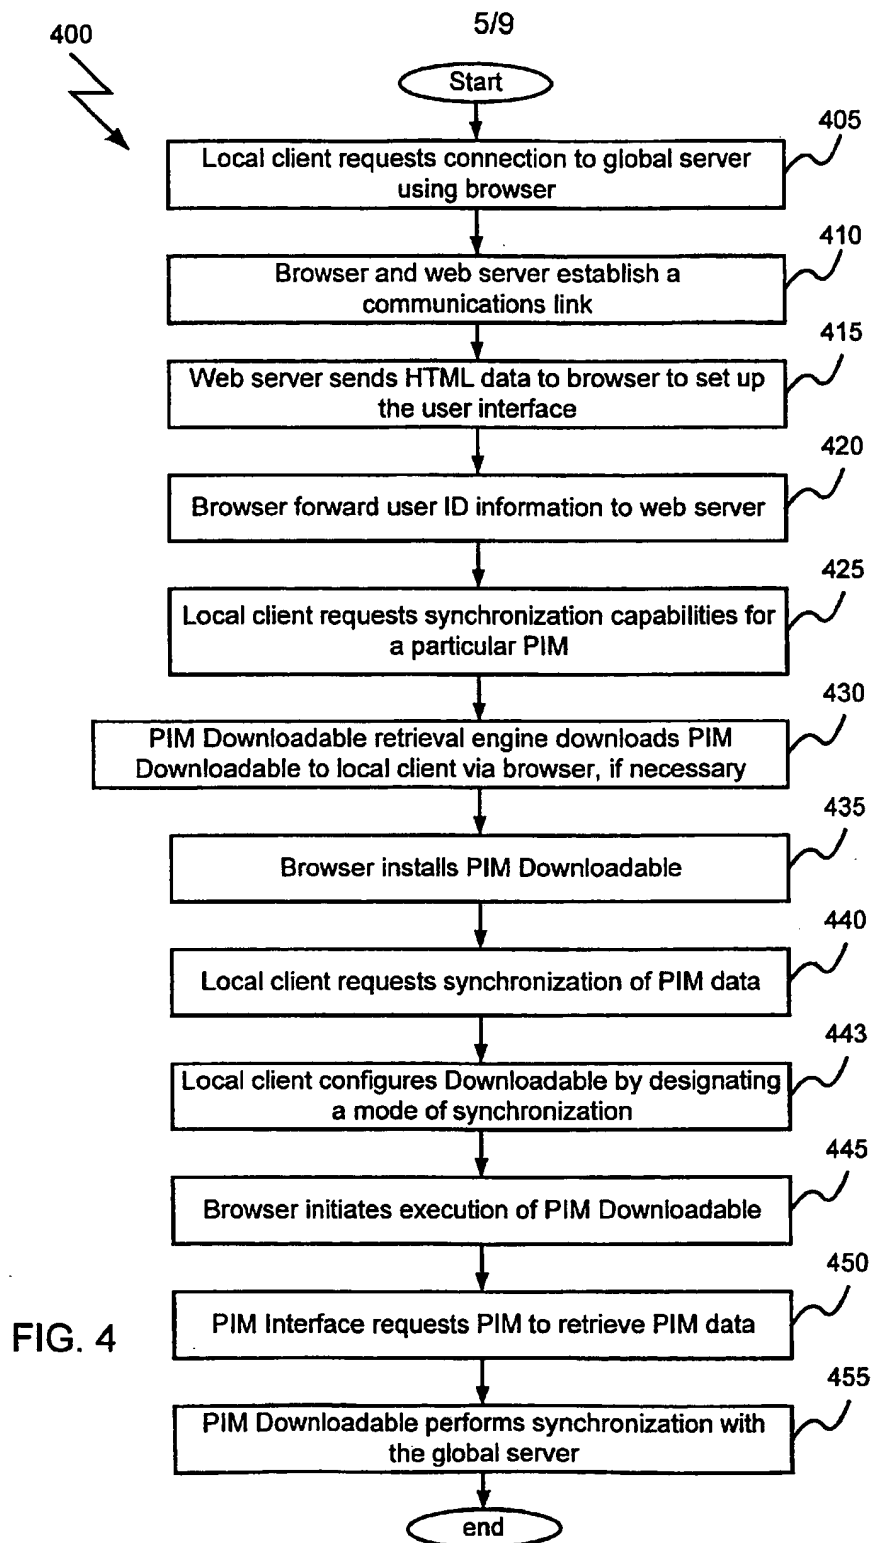 5/9
400
Start
405
Local client requests connection to global server
using browser
410
Browser and web server establish a
communications link
415
Web server sends HTML data to browser to set up
the user interface
420
Browser forward user ID information to web server
425
Local client requests synchronization capabilities for
a particular PIM
430
PIM Downloadable retrieval engine downloads PIM
Downloadable to local client via browser, if necessary
435
Browser installs PIM Downloadable
440
Local client requests synchronization of PIM data
443
Local client configures Downloadable by designating
a mode of synchronization
445
Browser initiates execution of PIM Downloadable
450
PIM Interface requests PIM to retrieve PIM data
FIG. 4
455
PIM Downloadable performs synchronization with
the global server
end